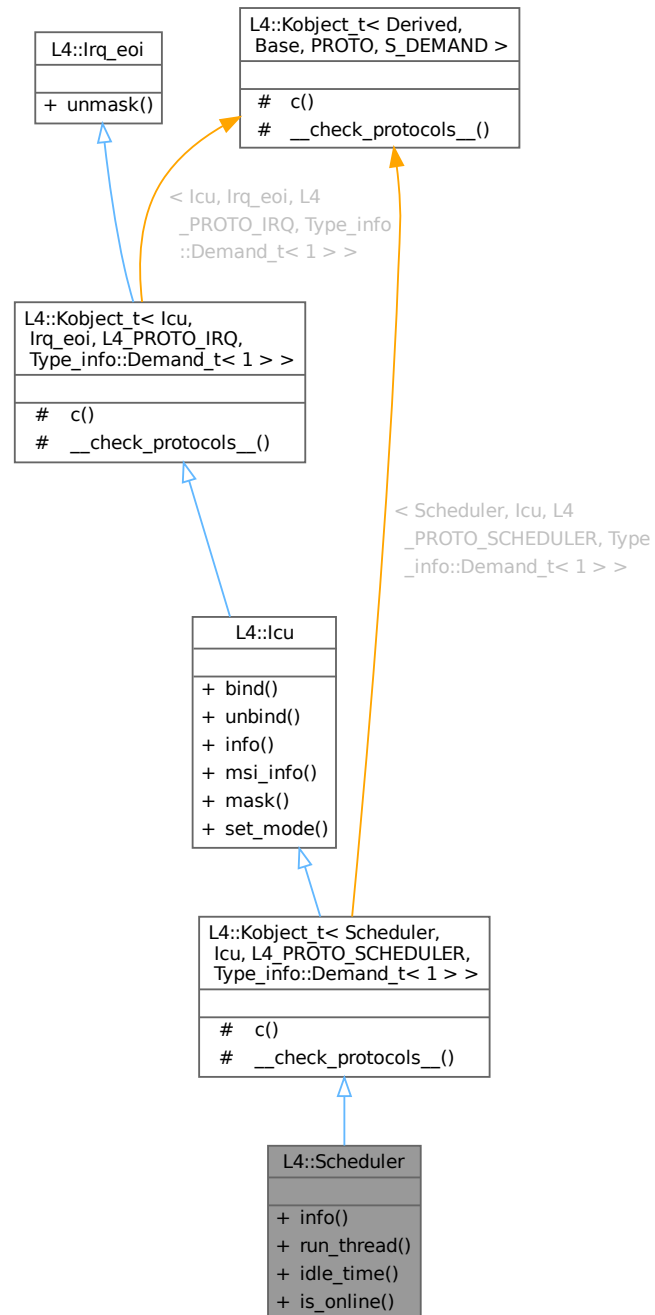 L4::Irq_eoi
+ unmask()
L4::Kobject_t< Derived,
Base, PROTO, S_DEMAND >
# c()
# __check_protocols__()
< Icu, Irq_eoi, L4
_PROTO_IRQ, Type_info
::Demand_t< 1 > >
L4::Kobject_t< Icu,
Irq_eoi, L4_PROTO_IRQ,
Type_info::Demand_t< 1 > >
# c()
# __check_protocols__()
< Scheduler, Icu, L4
_PROTO_SCHEDULER, Type
_info::Demand_t< 1 > >
L4::Icu
+ bind()
+ unbind()
+ info()
+ msi_info()
+ mask()
+ set_mode()
L4::Kobject_t< Scheduler,
Icu, L4_PROTO_SCHEDULER,
Type_info::Demand_t< 1 > >
# c()
# __check_protocols__()
L4::Scheduler
+ info()
+ run_thread()
+ idle_time()
+ is_online()